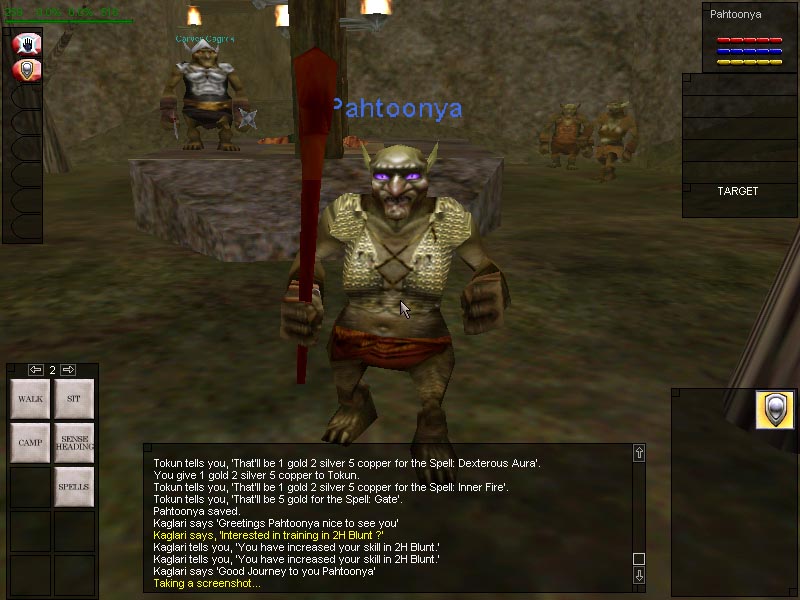 Pahtoonya
Pahtoonya
TARGET
2
WALK
SIT
CAMP
SENSE
HEADING
SPELLS
Tokun tells you, 'That'll be 1 gold 2 silver 5 copper for the Spell: Dexterous Aura'.
You give 1 gold 2 silver 5 copper to Tokun.
Tokun tells you, 'That'll be 1 gold 2 silver 5 copper for the Spell: Inner Fire'.
Tokun tells you, 'That'll be 5 gold for the Spell: Gate'.
Pahtoonya saved.
Kaglari says 'Greetings Pahtoonya nice to see you'
Kaglari says, 'Interested in training in 2H Blunt ?'
Kaglari tells you, 'You have increased your skill in 2H Blunt.'
Kaglari tells you, 'You have increased your skill in 2H Blunt.'
Kaglari says 'Good Journey to you Pahtoonya'
Taking a screenshot...